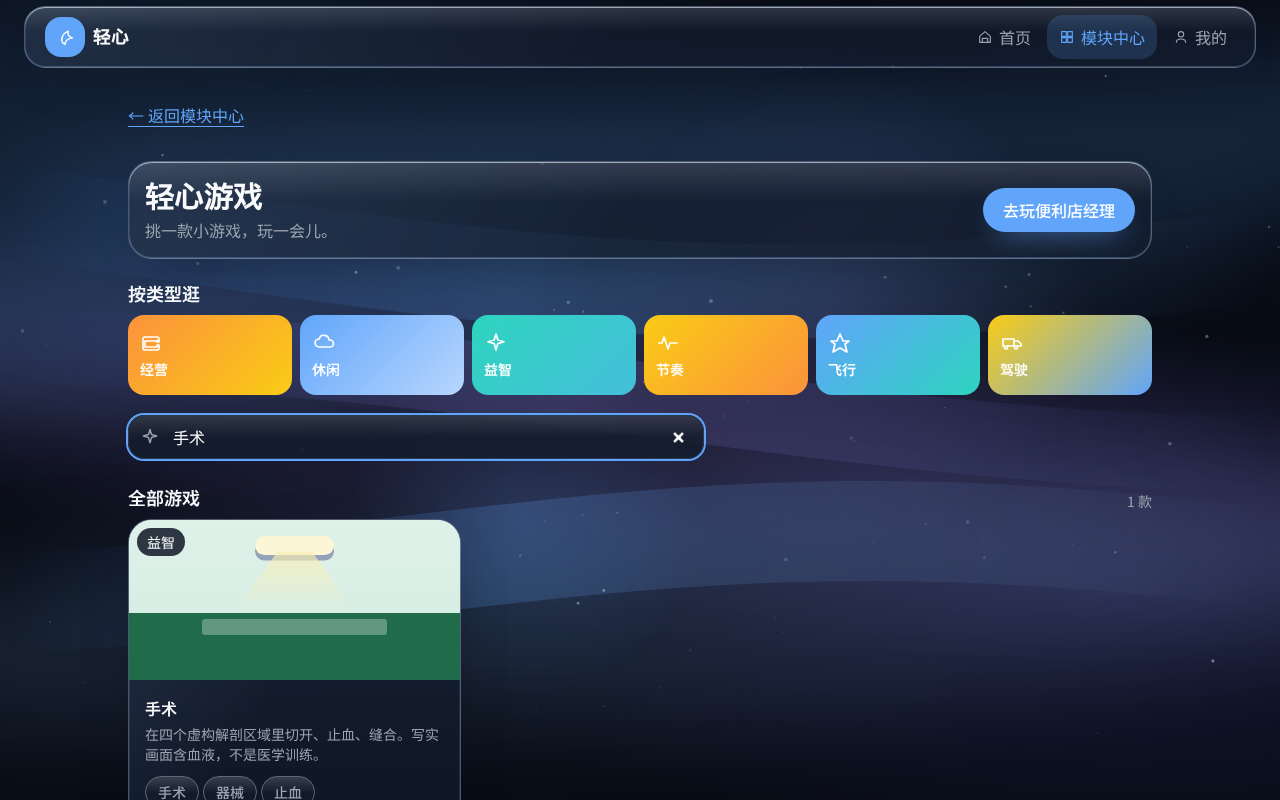 轻心
首页
模块中心
我的
← 返回模块中心
轻心游戏
挑一款小游戏，玩一会儿。
去玩便利店经理
按类型逛
经营
休闲
益智
节奏
飞行
驾驶
手术
全部游戏
1 款
益智
手术
在四个虚构解剖区域里切开、止血、缝合。写实
画面含血液，不是医学训练。
手术
器械
止血